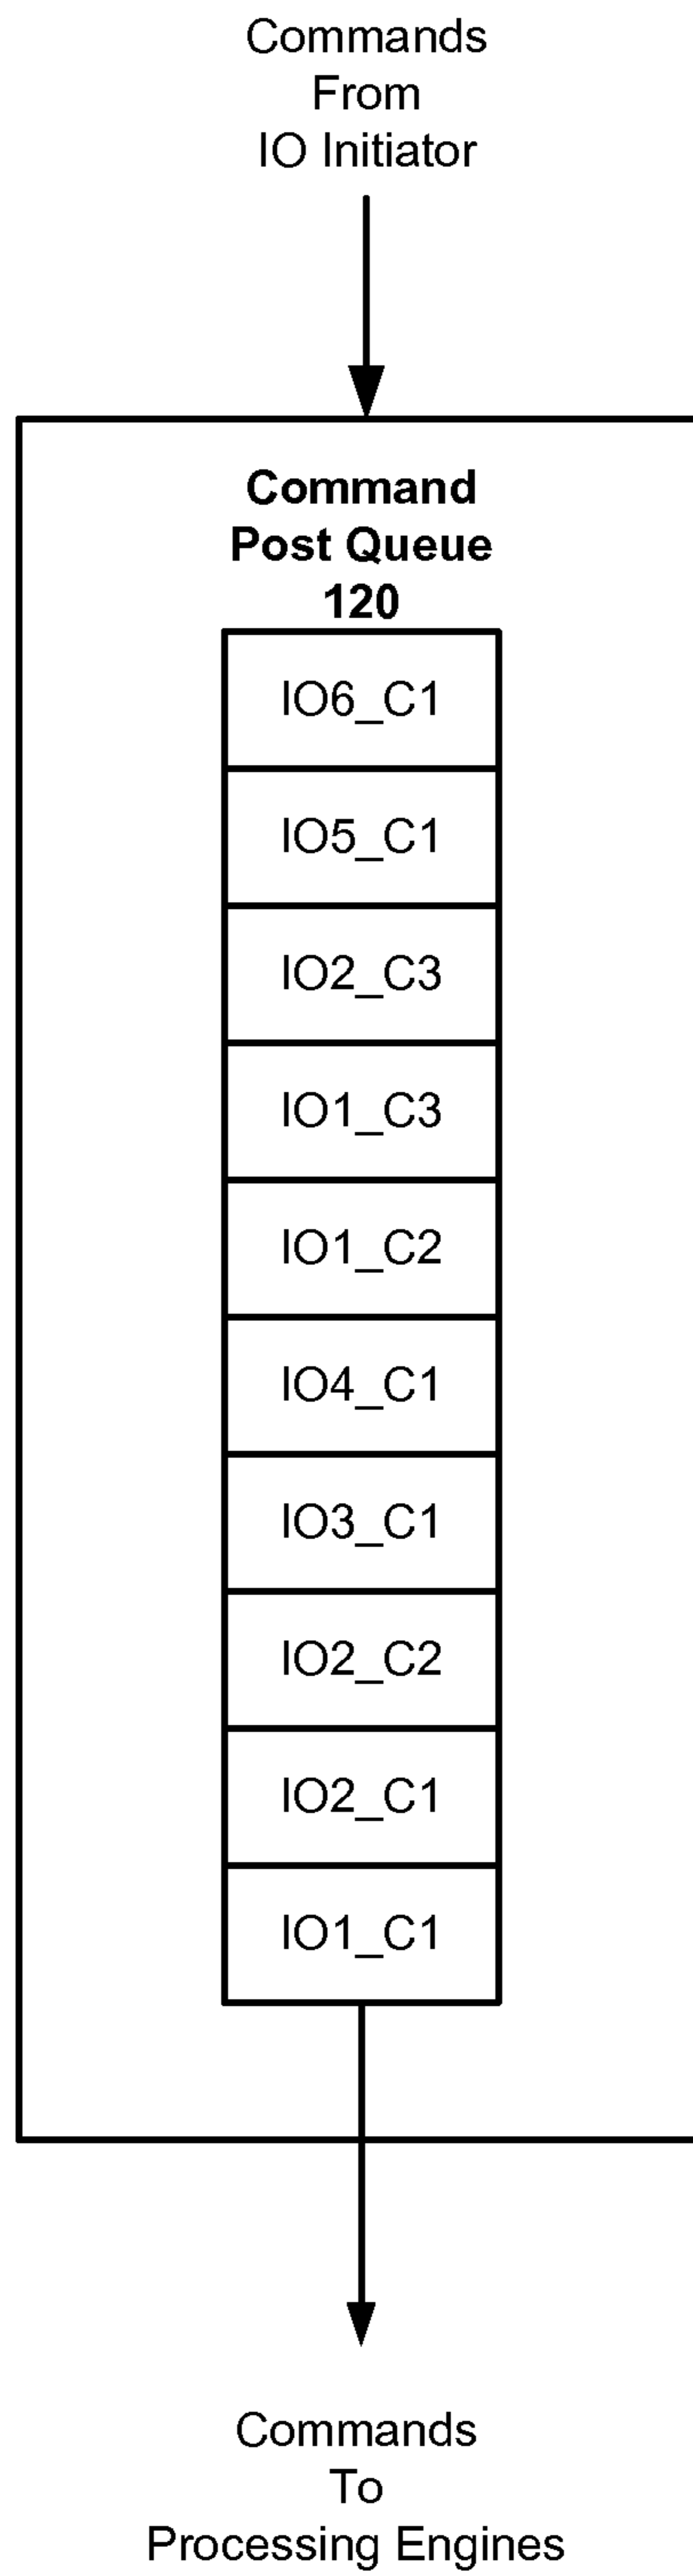 Commands
From
IO Initiator
Command
Post Queue
120
IO6_C1
IO5_C1
IO2_C3
IO1_C3
IO1_C2
IO4_C1
IO3_C1
IO2_C2
IO2_C1
IO1_C1
Commands
To
Processing Engines